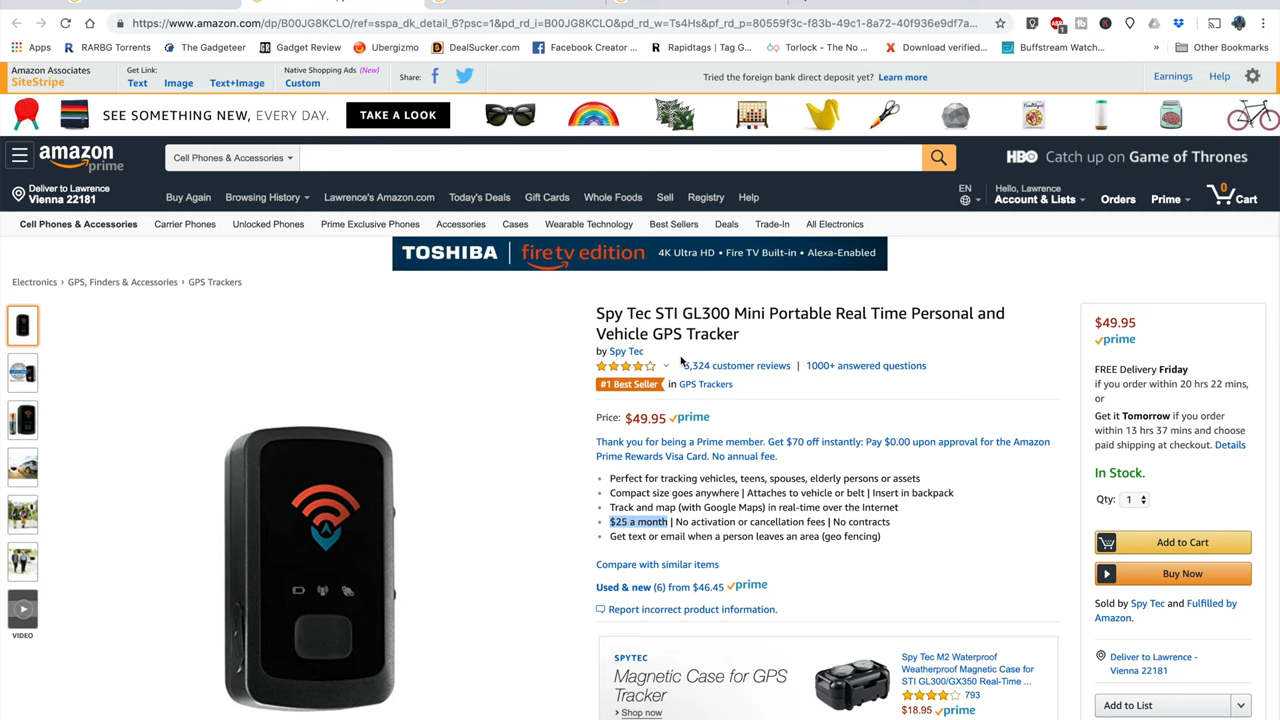 https://www.amazon.com/dp/B00JG8KCLO/ref=sspa_dk_detail_6?psc=1&pd_rd_i=B00JG8KCLO&pd_rd_w=Ts4Hs&pf_rd_p=80559f3c-f83b-49c1-8a72-40f936e9df7a...
Apps RARBG Torrents The Gadgeteer Gadget Review Ubergizmo DealSucker.com Facebook Creator ... Rapidtags | Tag G... Torlock - The No ... Download verified... Buffstream Watch... » Other Bookmarks
Amazon Associates
SiteStripe
Get Link:
Text Image Text+Image
Native Shopping Ads (New)
Custom
Share:
Tried the foreign bank direct deposit yet? Learn more
Earnings Help
SEE SOMETHING NEW, EVERY DAY. TAKE A LOOK
amazon
prime
Cell Phones & Accessories
HBO Catch up on Game of Thrones
Deliver to Lawrence
Vienna 22181
Buy Again Browsing History Lawrence's Amazon.com Today's Deals Gift Cards Whole Foods Sell Registry Help
EN
Hello, Lawrence
Account & Lists Orders Prime 0 Cart
Cell Phones & Accessories Carrier Phones Unlocked Phones Prime Exclusive Phones Accessories Cases Wearable Technology Best Sellers Deals Trade-In All Electronics
TOSHIBA | fire tv edition 4K Ultra HD • Fire TV Built-in • Alexa-Enabled
Electronics › GPS, Finders & Accessories › GPS Trackers
VIDEO
Spy Tec STI GL300 Mini Portable Real Time Personal and
Vehicle GPS Tracker
by Spy Tec
,324 customer reviews | 1000+ answered questions
#1 Best Seller in GPS Trackers
Price: $49.95 prime
Thank you for being a Prime member. Get $70 off instantly: Pay $0.00 upon approval for the Amazon
Prime Rewards Visa Card. No annual fee.
• Perfect for tracking vehicles, teens, spouses, elderly persons or assets
• Compact size goes anywhere | Attaches to vehicle or belt | Insert in backpack
• Track and map (with Google Maps) in real-time over the Internet
• $25 a month | No activation or cancellation fees | No contracts
• Get text or email when a person leaves an area (geo fencing)
Compare with similar items
Used & new (6) from $46.45 prime
Report incorrect product information.
SPYTEC
Magnetic Case for GPS
Tracker
› Shop now
Spy Tec M2 Waterproof
Weatherproof Magnetic Case for
STI GL300/GX350 Real-Time ...
793
$18.95 prime
$49.95
prime
FREE Delivery Friday
if you order within 20 hrs 22 mins,
or
Get it Tomorrow if you order
within 13 hrs 37 mins and choose
paid shipping at checkout. Details
In Stock.
Qty: 1
Add to Cart
Buy Now
Sold by Spy Tec and Fulfilled by
Amazon.
Deliver to Lawrence -
Vienna 22181
Add to List